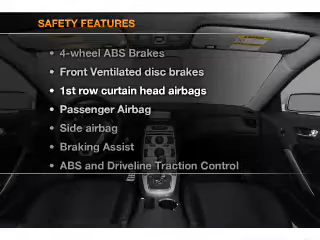 SAFETY FEATURES
• 4-wheel ABS Brakes
• Front Ventilated disc brakes
• 1st row curtain head airbags
• Passenger Airbag
• Side airbag
• Braking Assist
• ABS and Driveline Traction Control